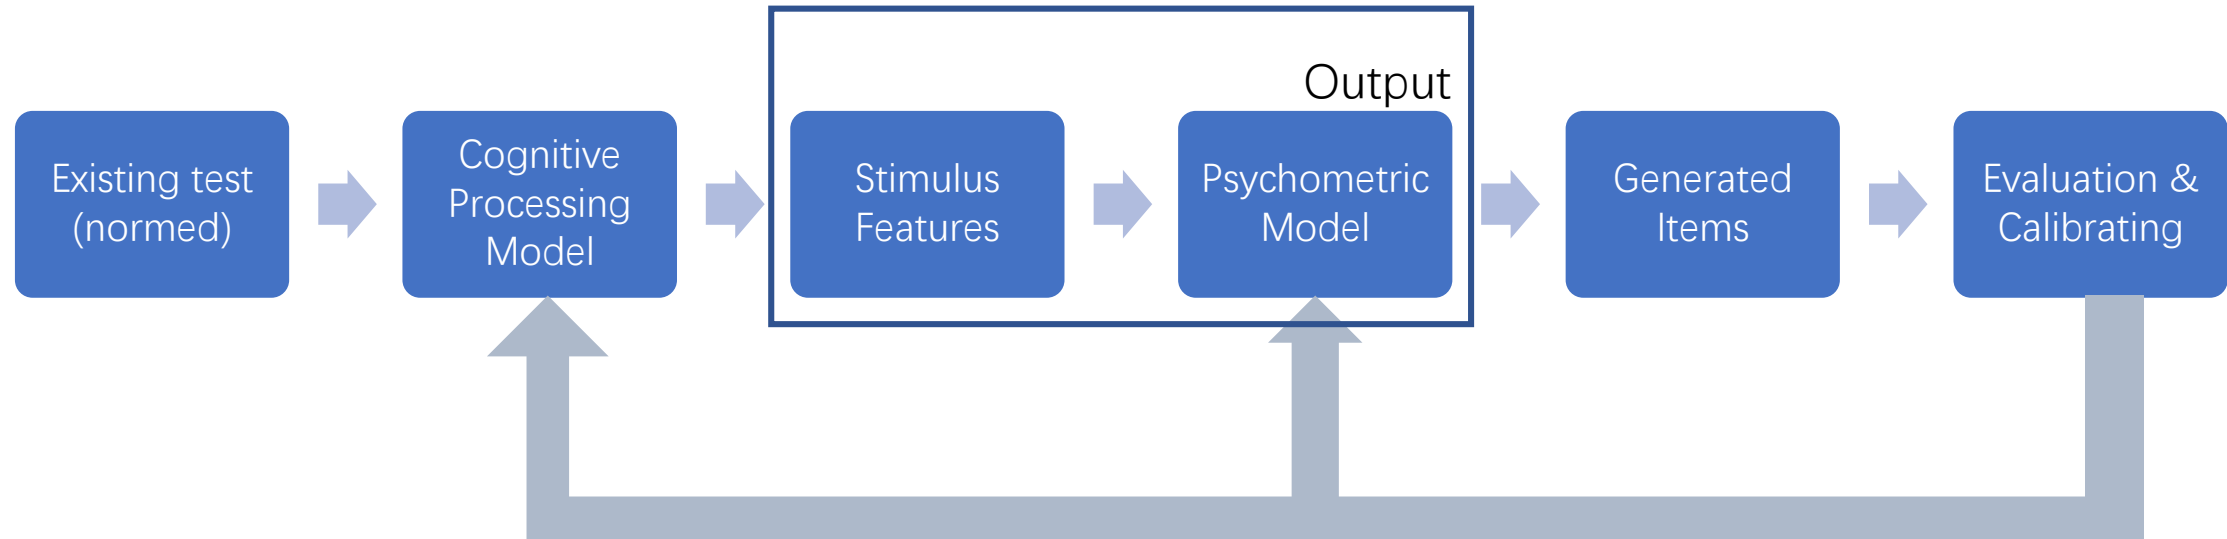 Output
Existing test
(normed)
Cognitive
Processing
Model
Stimulus
Features
Psychometric
Model
Generated
Items
Evaluation &
Calibrating